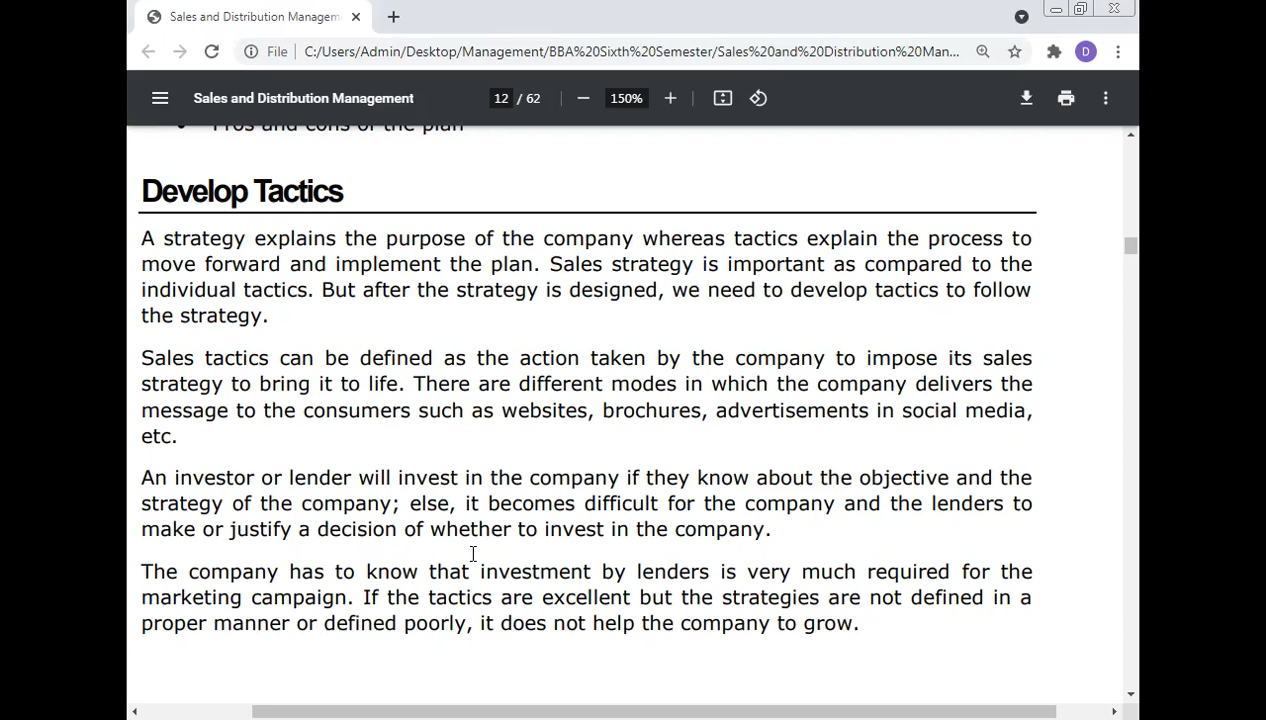 Sales and Distribution Managem
File C:/Users/Admin/Desktop/Management/BBA%20Sixth%20Semester/Sales%20and%20Distribution%20Man... D
Sales and Distribution Management 12 / 62 150%
Pros and cons of the plan
Develop Tactics
A strategy explains the purpose of the company whereas tactics explain the process to
move forward and implement the plan. Sales strategy is important as compared to the
individual tactics. But after the strategy is designed, we need to develop tactics to follow
the strategy.
Sales tactics can be defined as the action taken by the company to impose its sales
strategy to bring it to life. There are different modes in which the company delivers the
message to the consumers such as websites, brochures, advertisements in social media,
etc.
An investor or lender will invest in the company if they know about the objective and the
strategy of the company; else, it becomes difficult for the company and the lenders to
make or justify a decision of whether to invest in the company.
The company has to know that investment by lenders is very much required for the
marketing campaign. If the tactics are excellent but the strategies are not defined in a
proper manner or defined poorly, it does not help the company to grow.